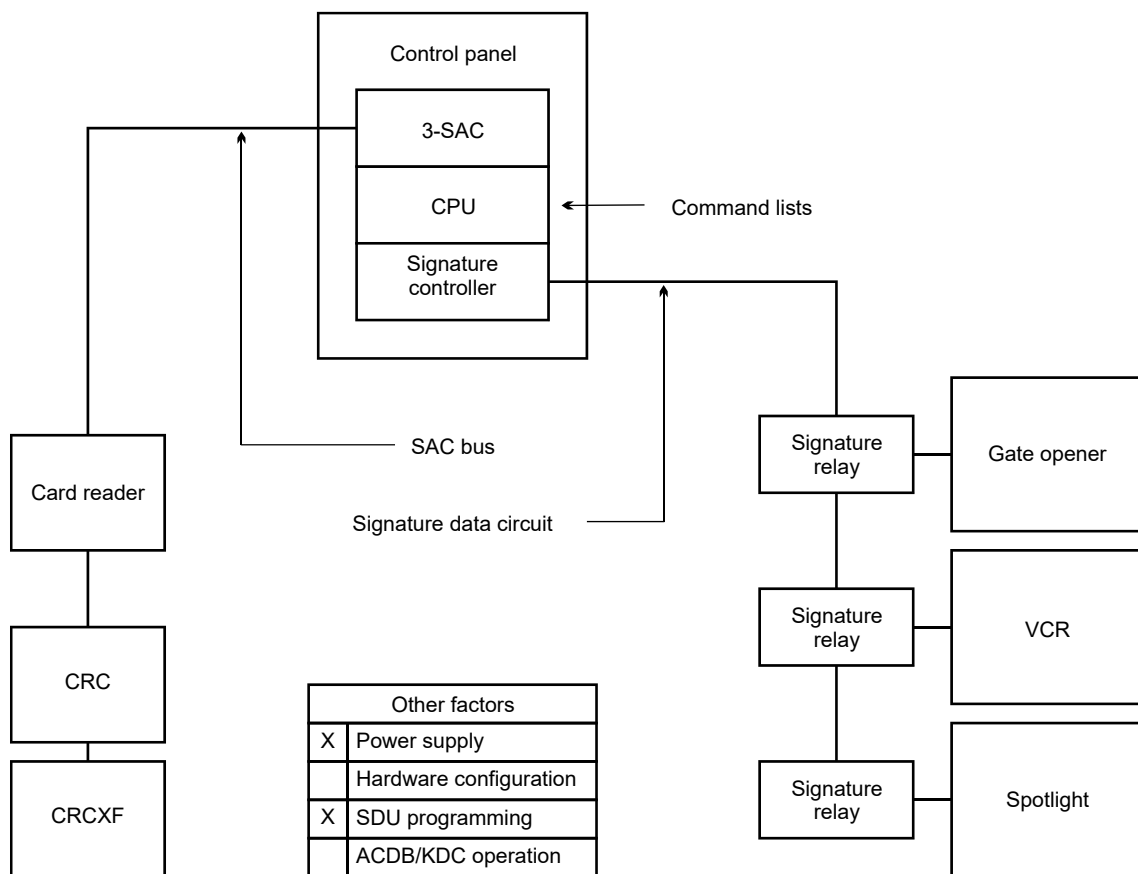 Control panel
3-SAC
CPU
Command lists
Signature
controller
SAC bus
Signature data circuit
Card reader
CRC
CRCXF
Signature
relay
Gate opener
Signature
relay
VCR
Signature
relay
Spotlight
Other factors
X Power supply
Hardware configuration
X SDU programming
ACDB/KDC operation